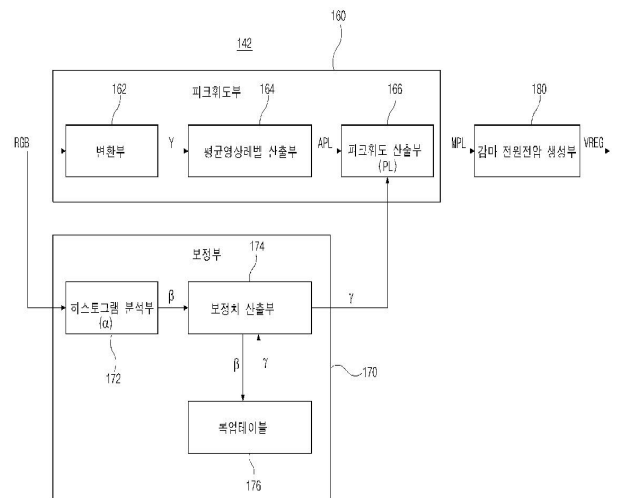 160
142
피크휘도부
162
164
166
180
RGB
변환부
Y
평균영상레벨 산출부
APL
피크휘도 산출부
(PL)
MPL
감마 전원전압 생성부
VREG
보정부
174
히스토그램 분석부
(α)
β
보정치 산출부
γ
172
β
γ
170
룩업테이블
176